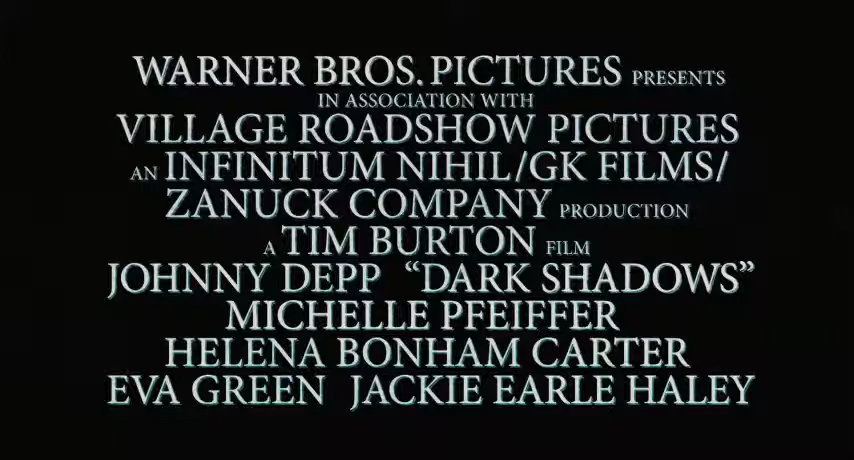 WARNER BROS. PICTURES PRESENTS
IN ASSOCIATION WITH
VILLAGE ROADSHOW PICTURES
AN INFINITUM NIHIL/GK FILMS/
ZANUCK COMPANY PRODUCTION
A TIM BURTON FILM
JOHNNY DEPP “DARK SHADOWS”
MICHELLE PFEIFFER
HELENA BONHAM CARTER
EVA GREEN JACKIE EARLE HALEY